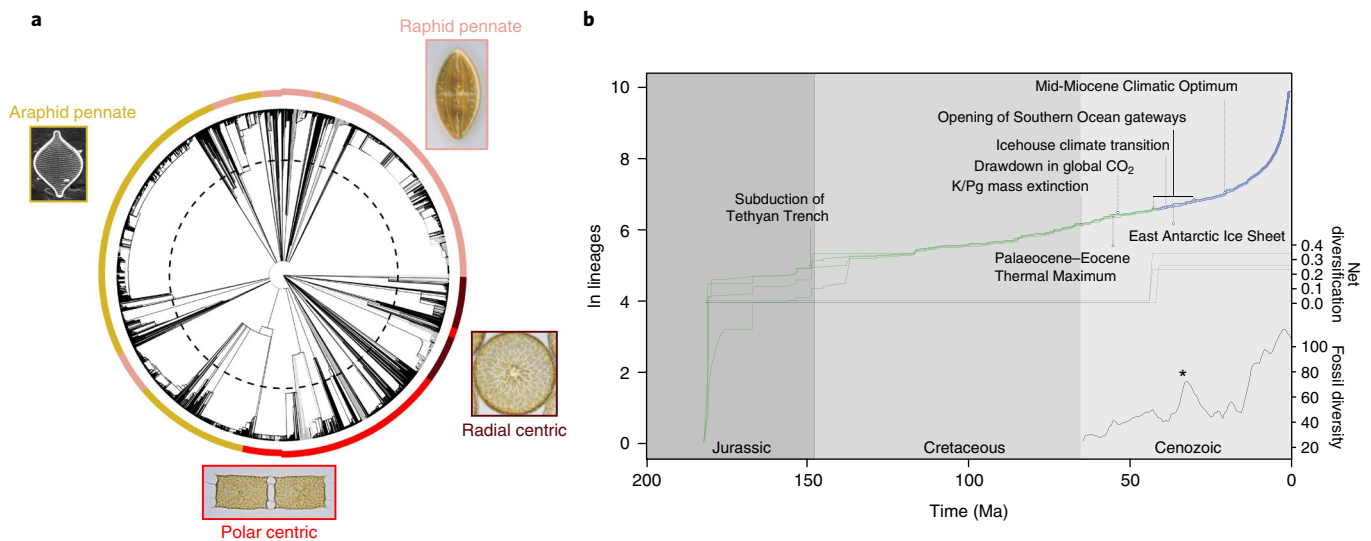 a
Raphid pennate
Araphid pennate
Radial centric
Polar centric
b
10
8
6
4
2
0
ln lineages
Mid-Miocene Climatic Optimum
Opening of Southern Ocean gateways
Icehouse climate transition
Drawdown in global CO2
K/Pg mass extinction
Subduction of
Tethyan Trench
East Antarctic Ice Sheet
Palaeocene–Eocene
Thermal Maximum
0.4
0.3
0.2
0.1
0.0
Net
diversification
*
100
80
60
40
20
Fossil diversity
Jurassic
Cretaceous
Cenozoic
200
150
100
50
0
Time (Ma)